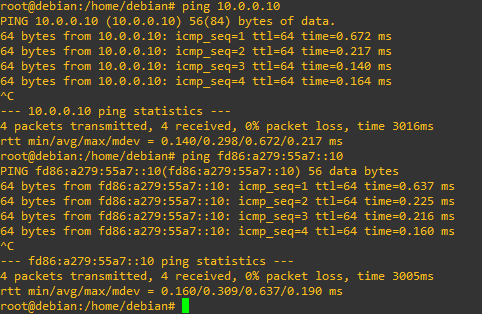 root@debian:/home/debian# ping 10.0.0.10
PING 10.0.0.10 (10.0.0.10) 56(84) bytes of data.
64 bytes from 10.0.0.10: icmp_seq=1 ttl=64 time=0.672 ms
64 bytes from 10.0.0.10: icmp_seq=2 ttl=64 time=0.217 ms
64 bytes from 10.0.0.10: icmp_seq=3 ttl=64 time=0.140 ms
64 bytes from 10.0.0.10: icmp_seq=4 ttl=64 time=0.164 ms
^C
--- 10.0.0.10 ping statistics ---
4 packets transmitted, 4 received, 0% packet loss, time 3016ms
rtt min/avg/max/mdev = 0.140/0.298/0.672/0.217 ms
root@debian:/home/debian# ping fd86:a279:55a7::10
PING fd86:a279:55a7::10(fd86:a279:55a7::10) 56 data bytes
64 bytes from fd86:a279:55a7::10: icmp_seq=1 ttl=64 time=0.637 ms
64 bytes from fd86:a279:55a7::10: icmp_seq=2 ttl=64 time=0.225 ms
64 bytes from fd86:a279:55a7::10: icmp_seq=3 ttl=64 time=0.216 ms
64 bytes from fd86:a279:55a7::10: icmp_seq=4 ttl=64 time=0.160 ms
^C
--- fd86:a279:55a7::10 ping statistics ---
4 packets transmitted, 4 received, 0% packet loss, time 3005ms
rtt min/avg/max/mdev = 0.160/0.309/0.637/0.190 ms
root@debian:/home/debian#